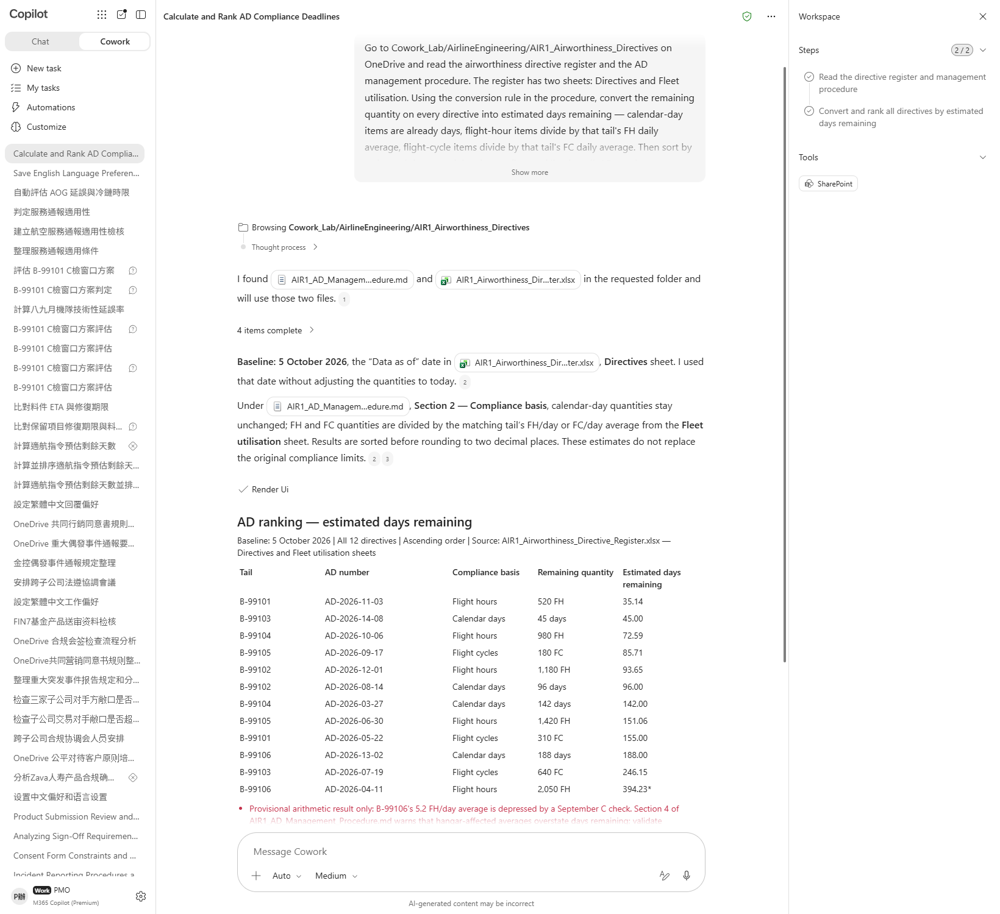 Copilot
Chat
Cowork
New task
My tasks
Automations
Customize
Calculate and Rank AD Complia...
Save English Language Preferen...
自動評估 AOG 延誤與冷鏈時限
判定服務通報適用性
建立航空服務通報適用性檢核
整理服務通報適用條件
評估 B-99101 C檢窗口方案
B-99101 C檢窗口方案判定
計算八九月機隊技術性延誤率
B-99101 C檢窗口方案評估
B-99101 C檢窗口方案評估
B-99101 C檢窗口方案評估
B-99101 C檢窗口方案評估
比對料件 ETA 與修復期限
比對保留項目修復期限與料...
計算適航指令預估剩餘天數
計算並排序適航指令預估剩餘天...
計算適航指令預估剩餘天數並排...
設定繁體中文回覆偏好
OneDrive 共同行銷同意書規則...
OneDrive 重大偶發事件通報要...
金控偶發事件通報規定整理
安排跨子公司法遵協調會議
設定繁體中文工作偏好
FIN7基金产品送审资料检核
OneDrive 合规会签检查流程分析
OneDrive共同营销同意书规则整...
整理重大突发事件报告规定和分...
检查三家子公司对手方敞口是否...
检查子公司交易对手敞口是否超...
跨子公司合规协调会人员安排
OneDrive 公平对待客户原则培...
分析Zava人寿产品合规确...
设置中文偏好和语言设置
Product Submission Review and...
Analyzing Sign-Off Requiremen...
Consent Form Constraints and ...
Incident Reporting Procedures a
P辦
Work PMO
M365 Copilot (Premium)
Calculate and Rank AD Compliance Deadlines
Go to Cowork_Lab/AirlineEngineering/AIR1_Airworthiness_Directives on
OneDrive and read the airworthiness directive register and the AD
management procedure. The register has two sheets: Directives and Fleet
utilisation. Using the conversion rule in the procedure, convert the remaining
quantity on every directive into estimated days remaining — calendar-day
items are already days, flight-hour items divide by that tail's FH daily
average, flight-cycle items divide by that tail's FC daily average. Then sort by
Show more
Browsing Cowork_Lab/AirlineEngineering/AIR1_Airworthiness_Directives
Thought process
I found AIR1_AD_Managem...edure.md and AIR1_Airworthiness_Dir...ter.xlsx in the requested folder and
will use those two files. 1
4 items complete
Baseline: 5 October 2026, the “Data as of” date in AIR1_Airworthiness_Dir...ter.xlsx, Directives sheet. I used
that date without adjusting the quantities to today. 2
Under AIR1_AD_Managem...edure.md, Section 2 — Compliance basis, calendar-day quantities stay
unchanged; FH and FC quantities are divided by the matching tail’s FH/day or FC/day average from the Fleet
utilisation sheet. Results are sorted before rounding to two decimal places. These estimates do not replace
the original compliance limits. 2 3
Render Ui
AD ranking — estimated days remaining
Baseline: 5 October 2026 | All 12 directives | Ascending order | Source: AIR1_Airworthiness_Directive_Register.xlsx —
Directives and Fleet utilisation sheets
Tail AD number Compliance basis Remaining quantity Estimated days
remaining
B-99101 AD-2026-11-03 Flight hours 520 FH 35.14
B-99103 AD-2026-14-08 Calendar days 45 days 45.00
B-99104 AD-2026-10-06 Flight hours 980 FH 72.59
B-99105 AD-2026-09-17 Flight cycles 180 FC 85.71
B-99102 AD-2026-12-01 Flight hours 1,180 FH 93.65
B-99102 AD-2026-08-14 Calendar days 96 days 96.00
B-99104 AD-2026-03-27 Calendar days 142 days 142.00
B-99105 AD-2026-06-30 Flight hours 1,420 FH 151.06
B-99101 AD-2026-05-22 Flight cycles 310 FC 155.00
B-99106 AD-2026-13-02 Calendar days 188 days 188.00
B-99103 AD-2026-07-19 Flight cycles 640 FC 246.15
B-99106 AD-2026-04-11 Flight hours 2,050 FH 394.23*
• Provisional arithmetic result only: B-99106's 5.2 FH/day average is depressed by a September C check. Section 4 of
AIR1_AD_Management_Procedure.md warns that hangar-affected averages overstate days remaining; validate
Message Cowork
Auto
Medium
AI-generated content may be incorrect
Workspace
Steps
2 / 2
Read the directive register and management
procedure
Convert and rank all directives by estimated
days remaining
Tools
SharePoint